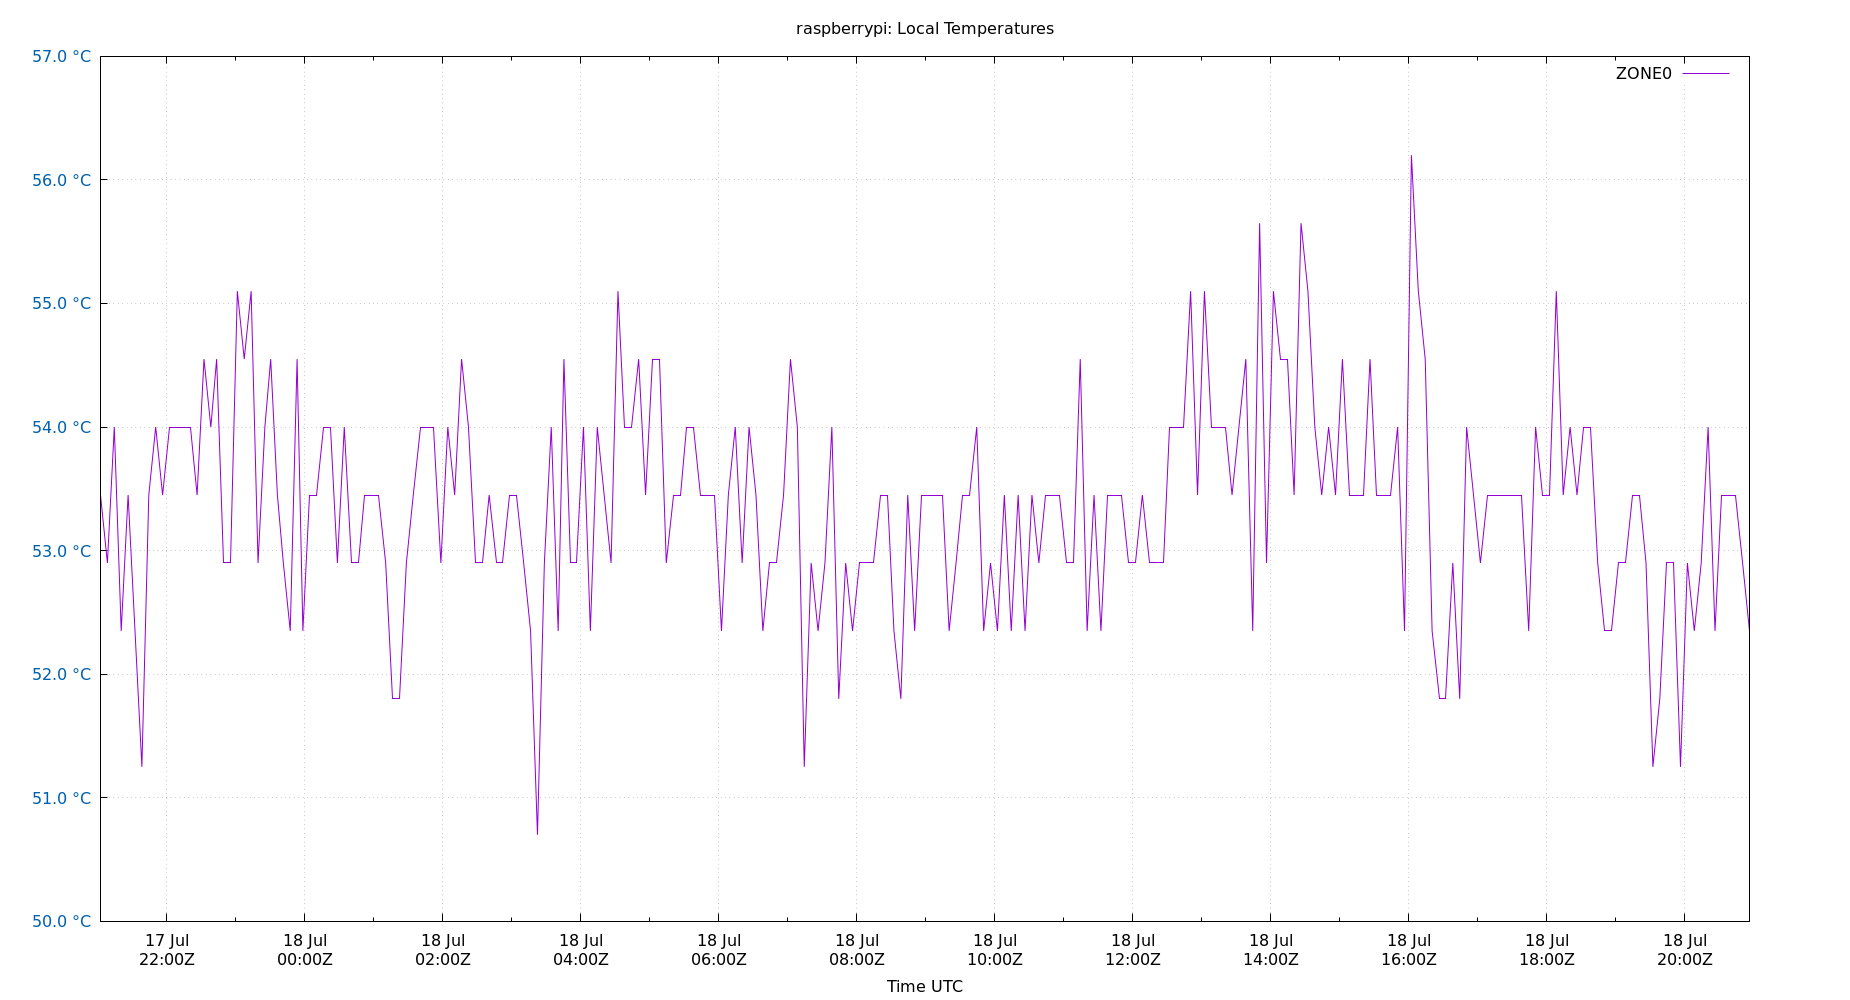 raspberrypi: Local Temperatures
57.0 °C
ZONE0
56.0 °C
55.0 °C
54.0 °C
53.0 °C
52.0 °C
51.0 °C
50.0 °C
17 Jul 18 Jul 18 Jul 18 Jul 18 Jul 18 Jul 18 Jul 18 Jul 18 Jul 18 Jul 18 Jul 18 Jul
22:00Z 00:00Z 02:00Z 04:00Z 06:00Z 08:00Z 10:00Z 12:00Z 14:00Z 16:00Z 18:00Z 20:00Z
Time UTC